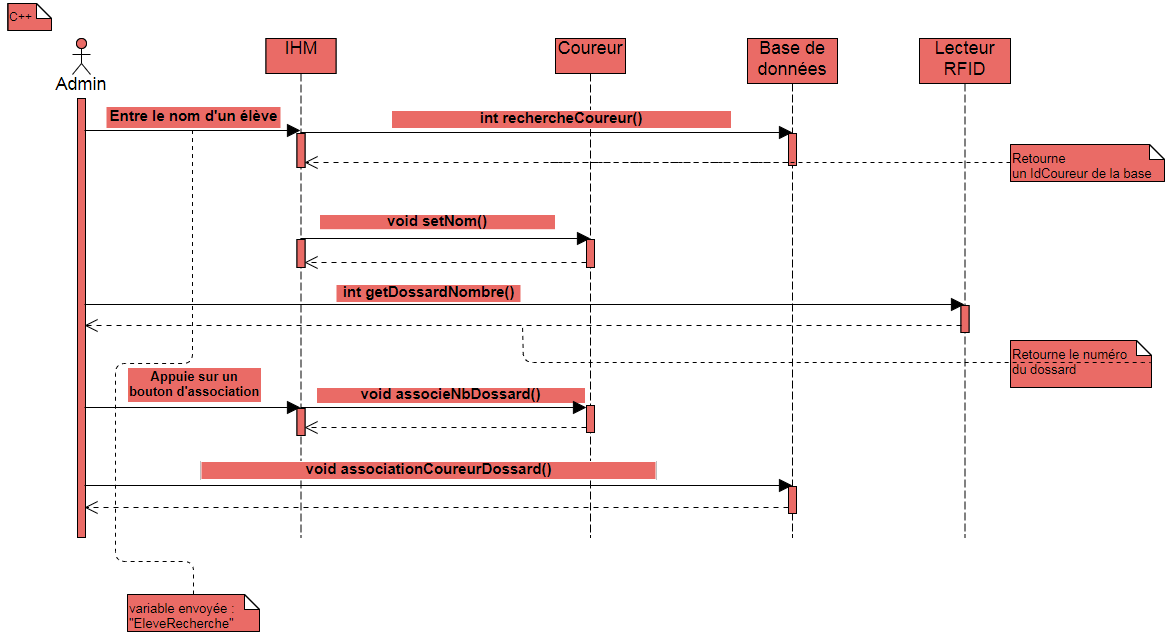 C++
Admin
IHM
Coureur
Base de
données
Lecteur
RFID
Entre le nom d'un élève
int rechercheCoureur()
Retourne
un IdCoureur de la base
void setNom()
int getDossardNombre()
Retourne le numéro
du dossard
Appuie sur un
bouton d'association
void associeNbDossard()
void associationCoureurDossard()
variable envoyée :
"EleveRecherche"